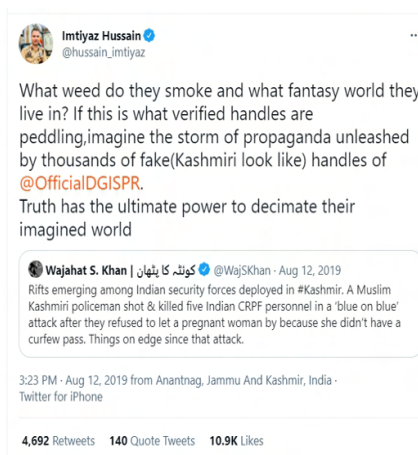 Imtiyaz Hussain
@hussain_imtiyaz
What weed do they smoke and what fantasy world they
live in? If this is what verified handles are
peddling,imagine the storm of propaganda unleashed
by thousands of fake(Kashmiri look like) handles of
@OfficialDGISPR.
Truth has the ultimate power to decimate their
imagined world
Wajahat S. Khan | کوئٹہ کا پٹھان @WajSKhan · Aug 12, 2019
Rifts emerging among Indian security forces deployed in #Kashmir. A Muslim
Kashmiri policeman shot & killed five Indian CRPF personnel in a 'blue on blue'
attack after they refused to let a pregnant woman by because she didn't have a
curfew pass. Things on edge since that attack.
3:23 PM · Aug 12, 2019 from Anantnag, Jammu And Kashmir, India ·
Twitter for iPhone
4,692 Retweets 140 Quote Tweets 10.9K Likes